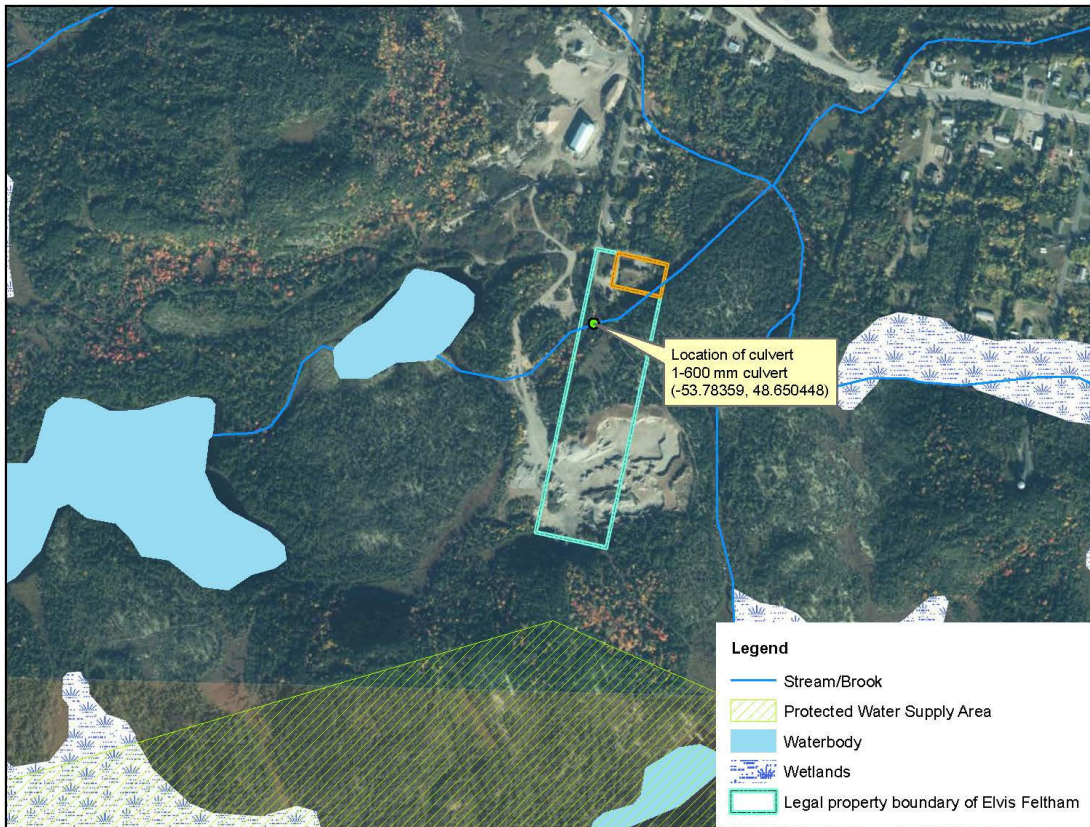 Location of culvert
1-600 mm culvert
(-53.78359, 48.650448)
Legend
Stream/Brook
Protected Water Supply Area
Waterbody
Wetlands
Legal property boundary of Elvis Feltham